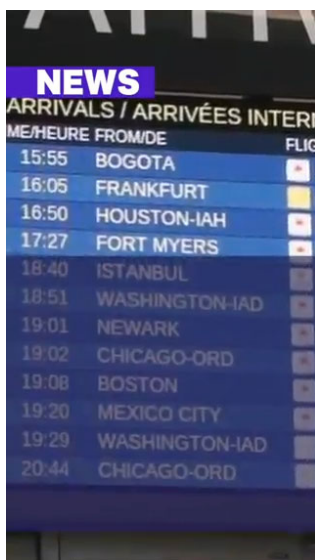 NEWS
ARRIVALS / ARRIVÉES INTERN
ME/HEURE FROM/DE FLIG
15:55 BOGOTA
16:05 FRANKFURT
16:50 HOUSTON-IAH
17:27 FORT MYERS
18:40 ISTANBUL
18:51 WASHINGTON-IAD
19:01 NEWARK
19:02 CHICAGO-ORD
19:08 BOSTON
19:20 MEXICO CITY
19:29 WASHINGTON-IAD
20:44 CHICAGO-ORD